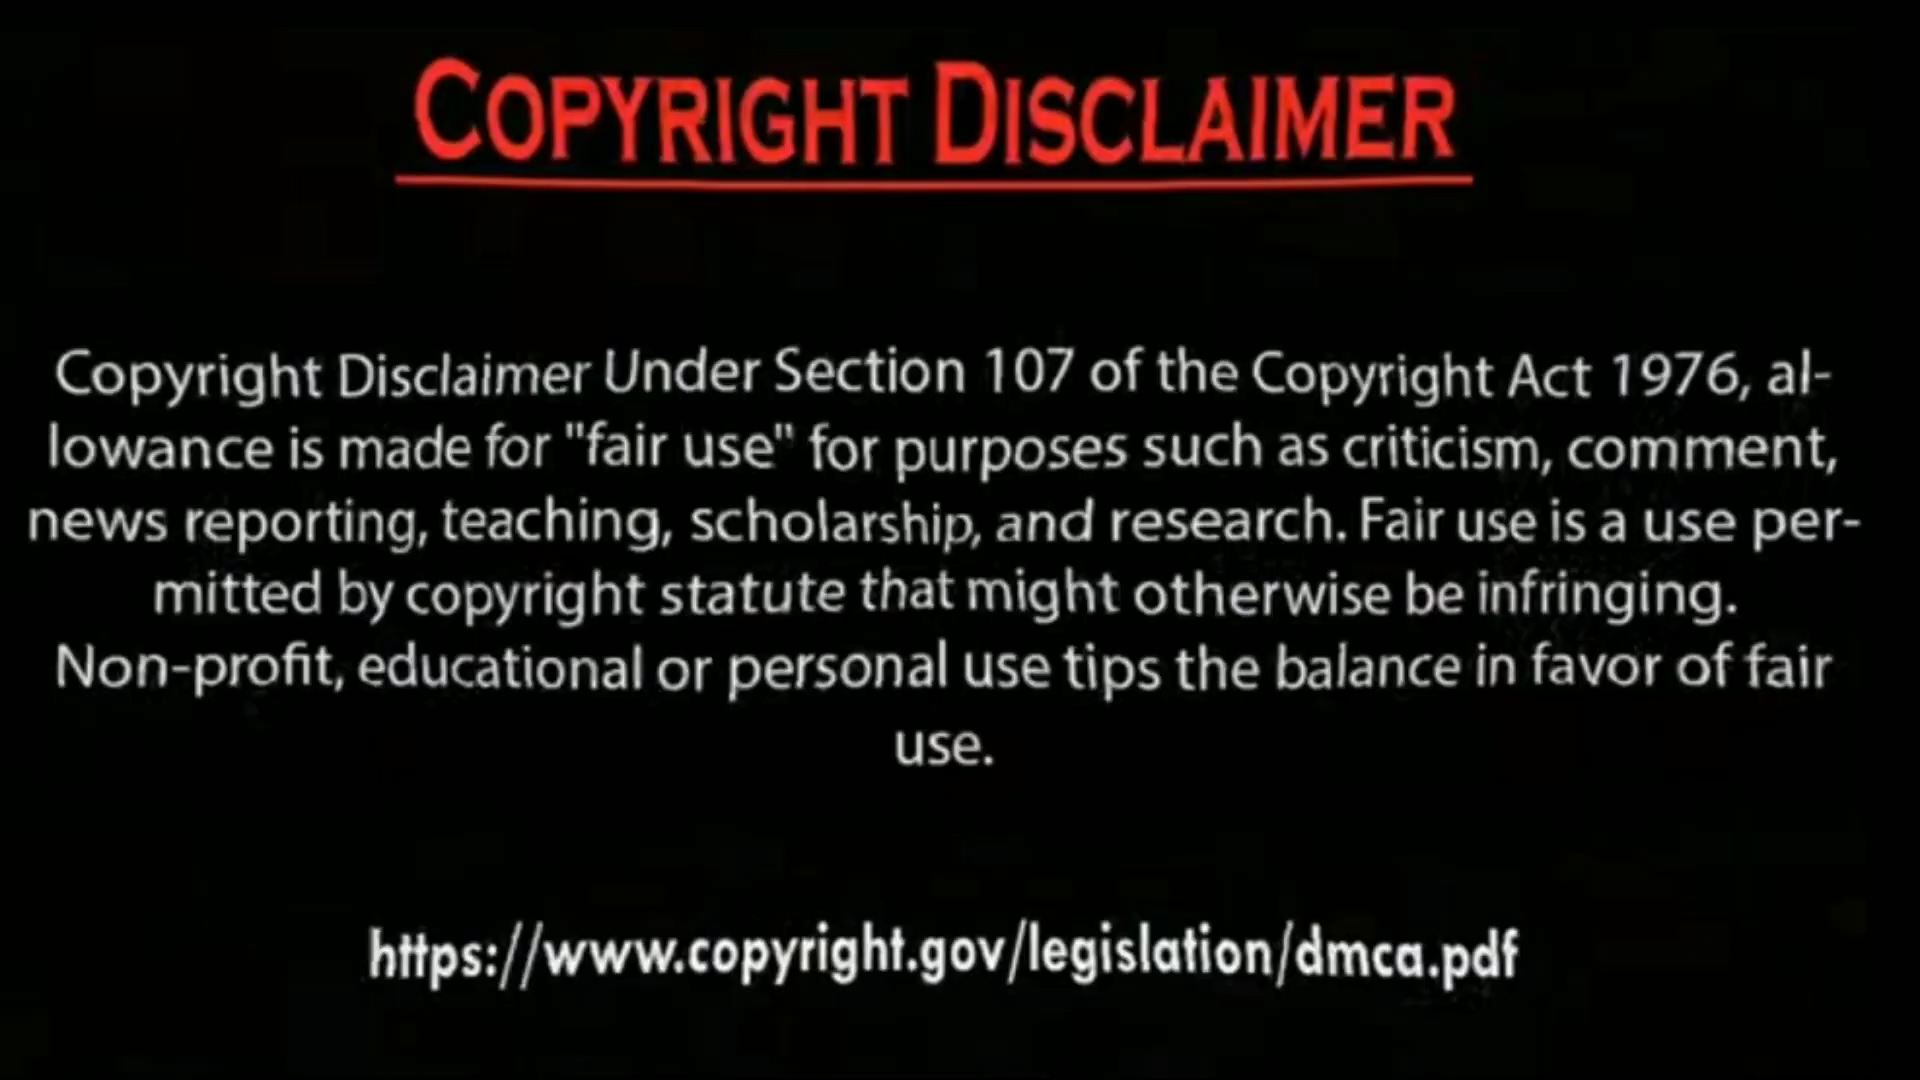 COPYRIGHT DISCLAIMER
Copyright Disclaimer Under Section 107 of the Copyright Act 1976, al-
lowance is made for "fair use" for purposes such as criticism, comment,
news reporting, teaching, scholarship, and research. Fair use is a use per-
mitted by copyright statute that might otherwise be infringing.
Non-profit, educational or personal use tips the balance in favor of fair
use.
https://www.copyright.gov/legislation/dmca.pdf